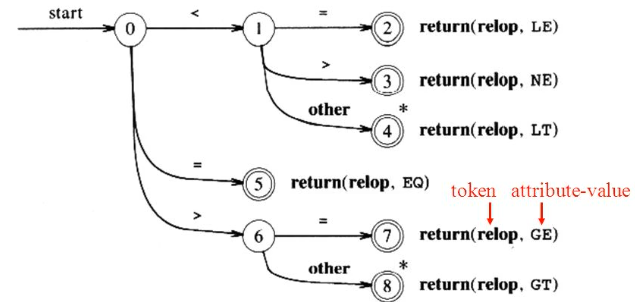 start
0
<
1
=
2
return(relop, LE)
>
3
return(relop, NE)
other
4
*
return(relop, LT)
=
5
return(relop, EQ)
token attribute-value
>
6
=
7
return(relop, GE)
other
8
*
return(relop, GT)